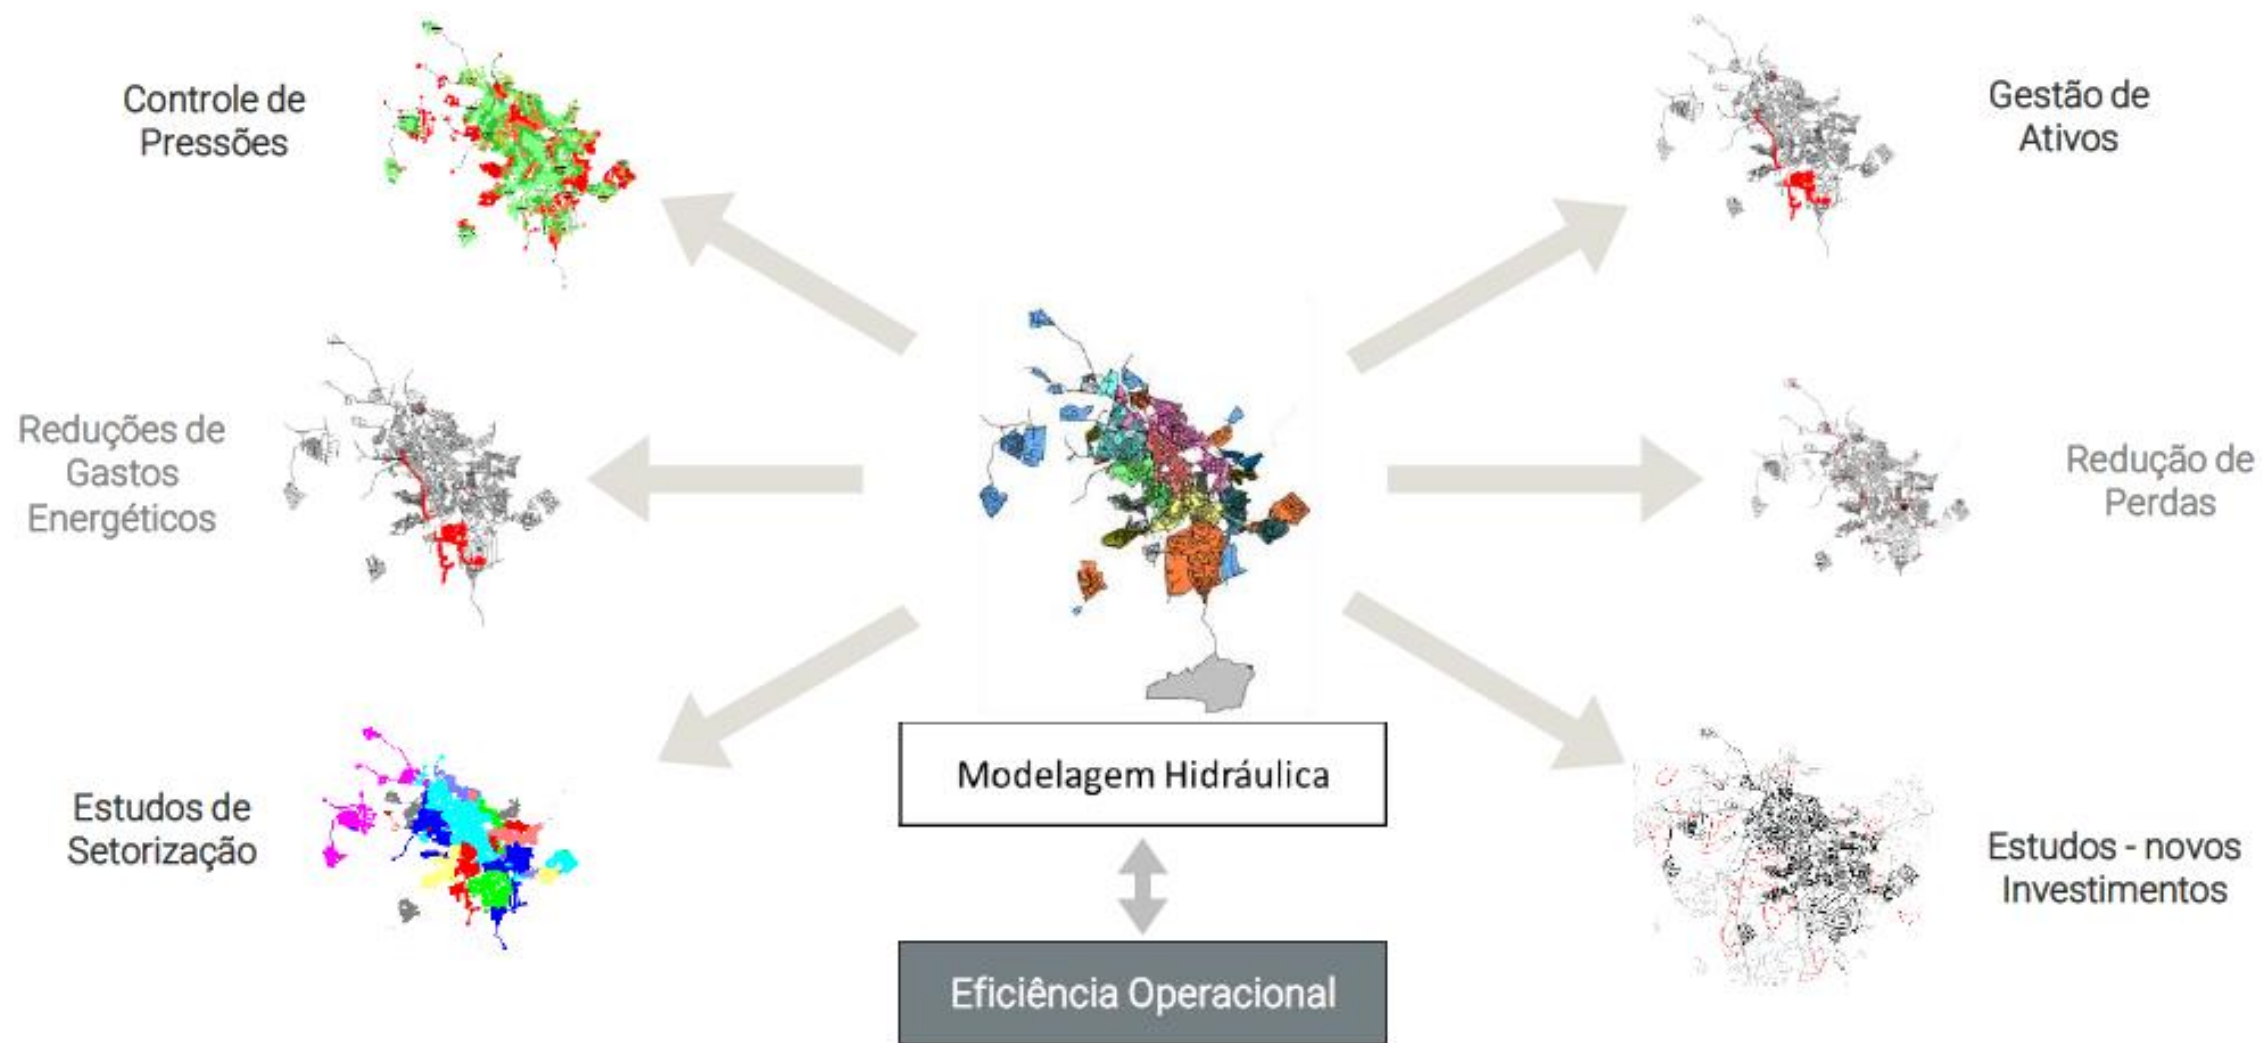 Controle de
Pressões
Gestão de
Ativos
Reduções de
Gastos
Energéticos
Redução de
Perdas
Estudos de
Setorização
Modelagem Hidráulica
Estudos - novos
Investimentos
Eficiência Operacional